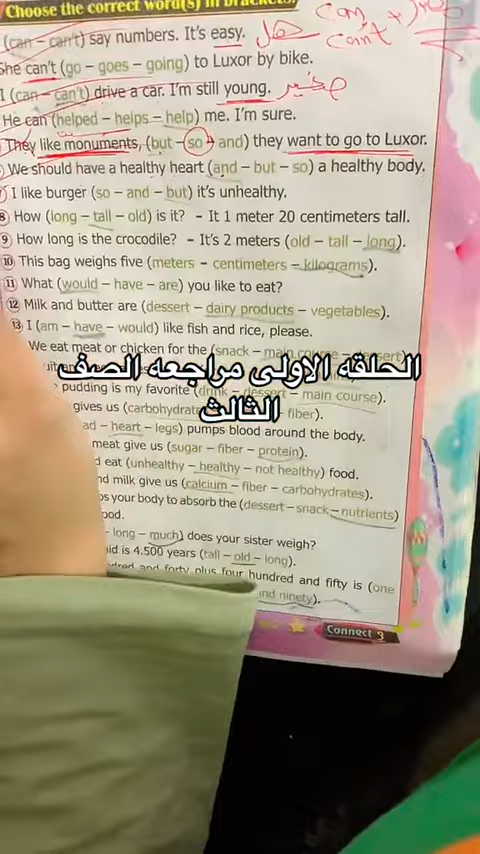 Choose the correct word(s) in brackets:
(can – can't) say numbers. It's easy.
سهل
can
can't
She can't (go – goes – going) to Luxor by bike.
I (can – can't) drive a car. I'm still young.
صغير
He can (helped – helps – help) me. I'm sure.
They like monuments, (but – so – and) they want to go to Luxor.
We should have a healthy heart (and – but – so) a healthy body.
I like burger (so – and – but) it's unhealthy.
8 How (long – tall – old) is it? - It 1 meter 20 centimeters tall.
9 How long is the crocodile? - It's 2 meters (old – tall – long).
10 This bag weighs five (meters – centimeters – kilograms).
11 What (would – have – are) you like to eat?
12 Milk and butter are (dessert – dairy products – vegetables).
13 I (am – have – would) like fish and rice, please.
We eat meat or chicken for the (snack – main course – dessert)
الحلقه الاولى مراجعه الصف
الثالث
pudding is my favorite (drink – dessert – main course).
gives us (carbohydrates – fiber).
– heart – legs) pumps blood around the body.
meat give us (sugar – fiber – protein).
eat (unhealthy – healthy – not healthy) food.
milk give us (calcium – fiber – carbohydrates).
your body to absorb the (dessert – snack – nutrients)
long – much) does your sister weigh?
is 4.500 years (tall – old – long).
and forty plus four hundred and fifty is (one
ninety).
Connect 3